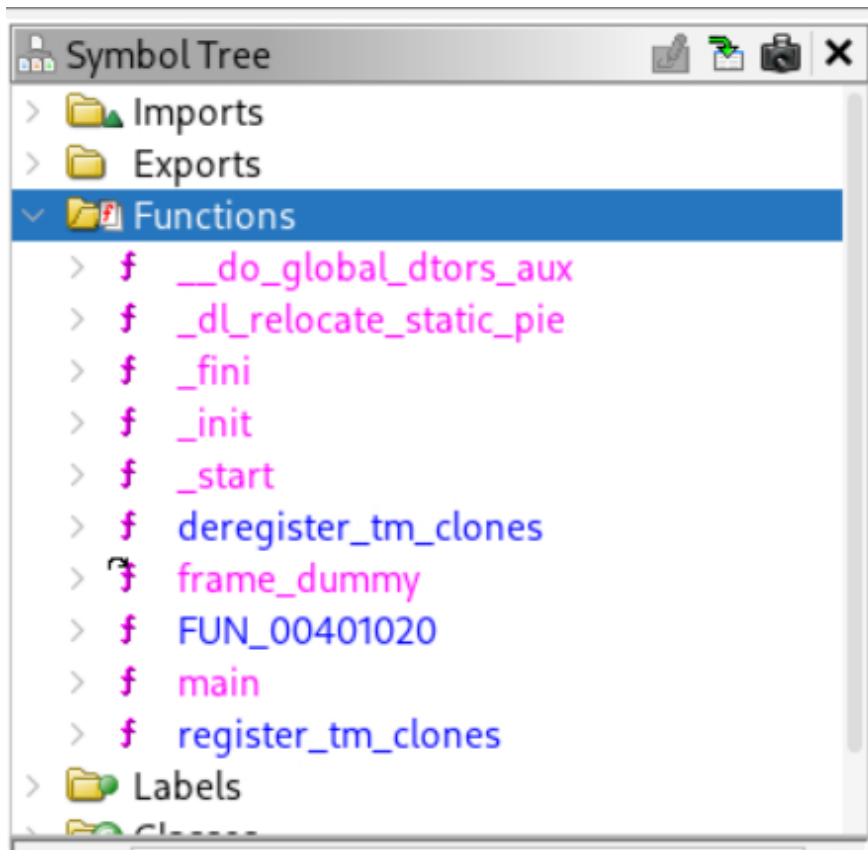 Symbol Tree
Imports
Exports
Functions
__do_global_dtors_aux
_dl_relocate_static_pie
_fini
_init
_start
deregister_tm_clones
frame_dummy
FUN_00401020
main
register_tm_clones
Labels